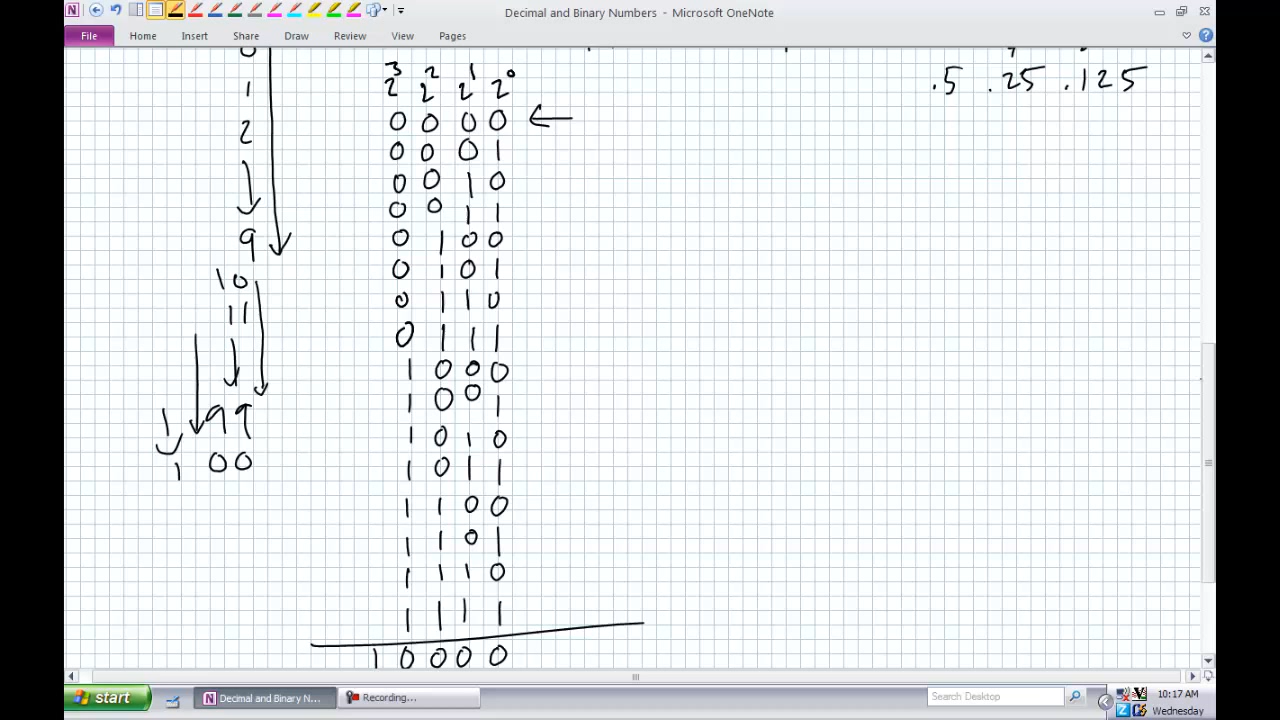 Decimal and Binary Numbers - Microsoft OneNote
File Home Insert Share Draw Review View Pages
0
1
2
9
10
11
1 99
1 00
2³ 2² 2¹ 2⁰
0 0 0 0
0 0 0 1
0 0 1 0
0 0 1 1
0 1 0 0
0 1 0 1
0 1 1 0
0 1 1 1
1 0 0 0
1 0 0 1
1 0 1 0
1 0 1 1
1 1 0 0
1 1 0 1
1 1 1 0
1 1 1 1
1 0 0 0 0
.5 .25 .125
start
Decimal and Binary N...
Recording...
Search Desktop
10:17 AM
Wednesday